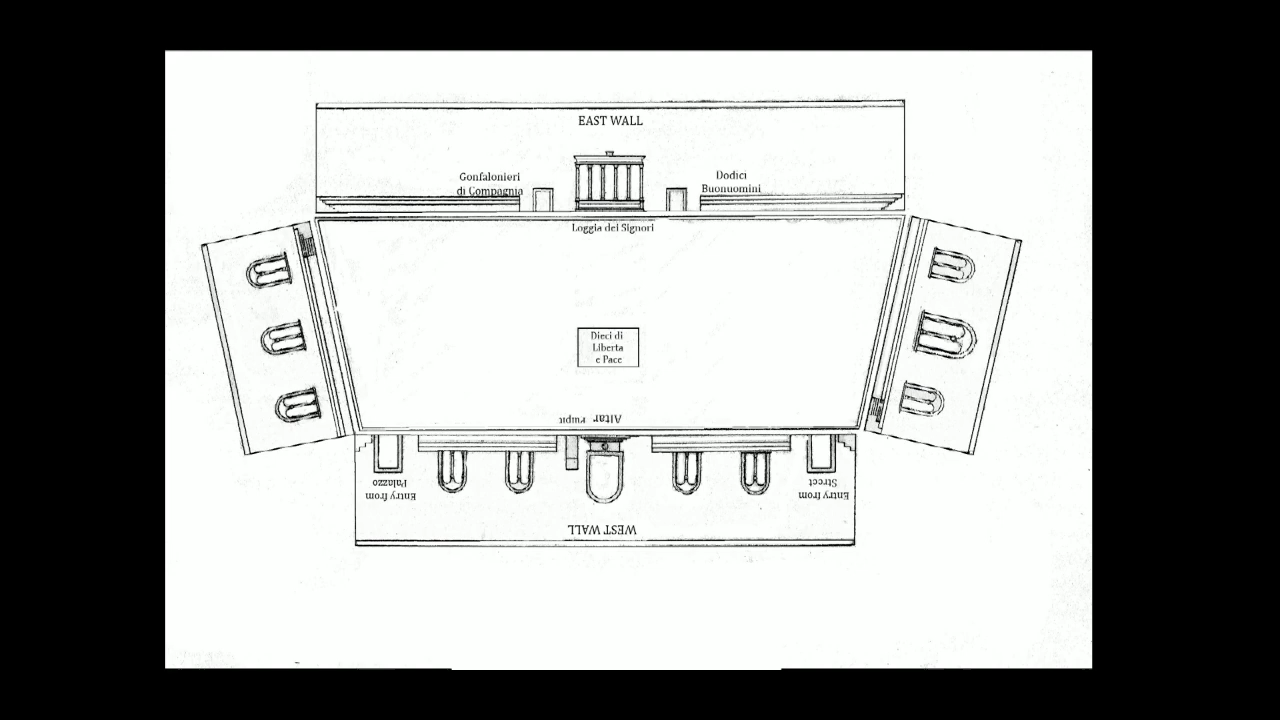 EAST WALL
Gonfalonieri
di Compagnia
Dodici
Buonuomini
Loggia dei Signori
Dieci di
Liberta
e Pace
Altar
Pulpit
Entry from
Palazzo
Entry from
Street
WEST WALL